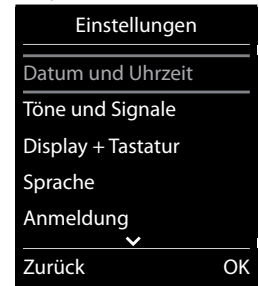 Einstellungen
Datum und Uhrzeit
Töne und Signale
Display + Tastatur
Sprache
Anmeldung
Zurück OK